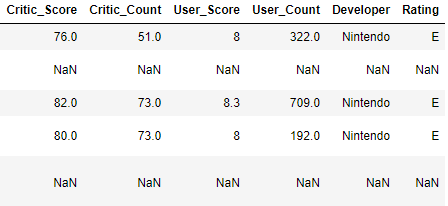 Critic_Score Critic_Count User_Score User_Count Developer Rating
76.0 51.0 8 322.0 Nintendo E
NaN NaN NaN NaN NaN NaN
82.0 73.0 8.3 709.0 Nintendo E
80.0 73.0 8 192.0 Nintendo E
NaN NaN NaN NaN NaN NaN